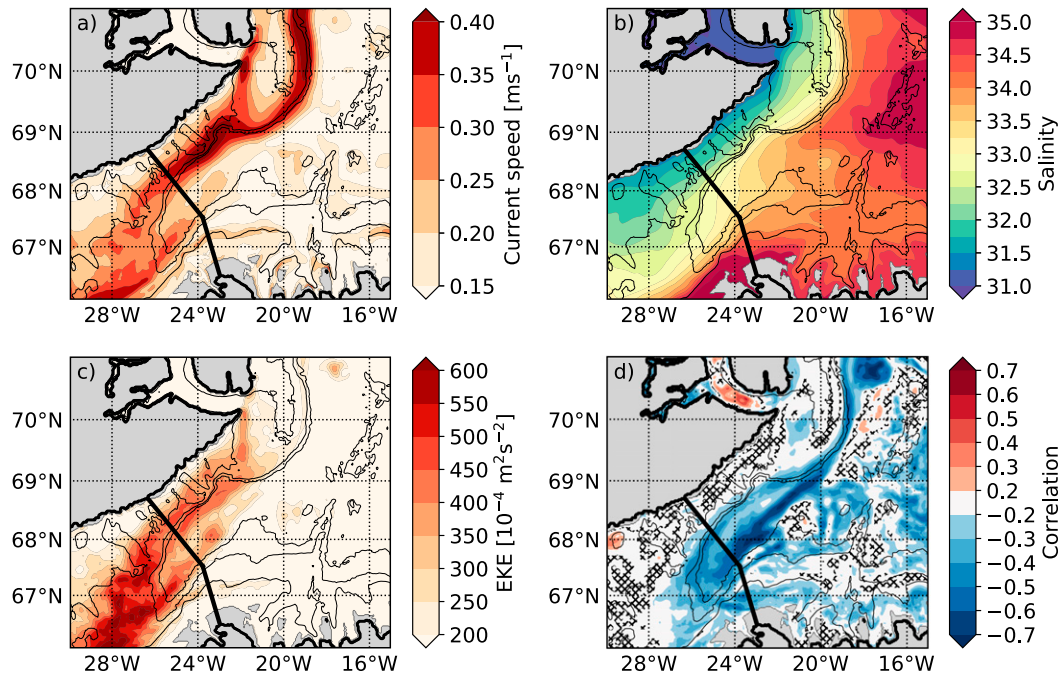 a)
70°N
69°N
68°N
67°N
28°W 24°W 20°W 16°W
0.40
0.35
0.30
0.25
0.20
0.15
Current speed [ms⁻¹]
b)
70°N
69°N
68°N
67°N
28°W 24°W 20°W 16°W
35.0
34.5
34.0
33.5
33.0
32.5
32.0
31.5
31.0
Salinity
c)
70°N
69°N
68°N
67°N
28°W 24°W 20°W 16°W
600
550
500
450
400
350
300
250
200
EKE [10⁻⁴ m²s⁻²]
d)
70°N
69°N
68°N
67°N
28°W 24°W 20°W 16°W
0.7
0.6
0.5
0.4
0.3
0.2
−0.2
−0.3
−0.4
−0.5
−0.6
−0.7
Correlation